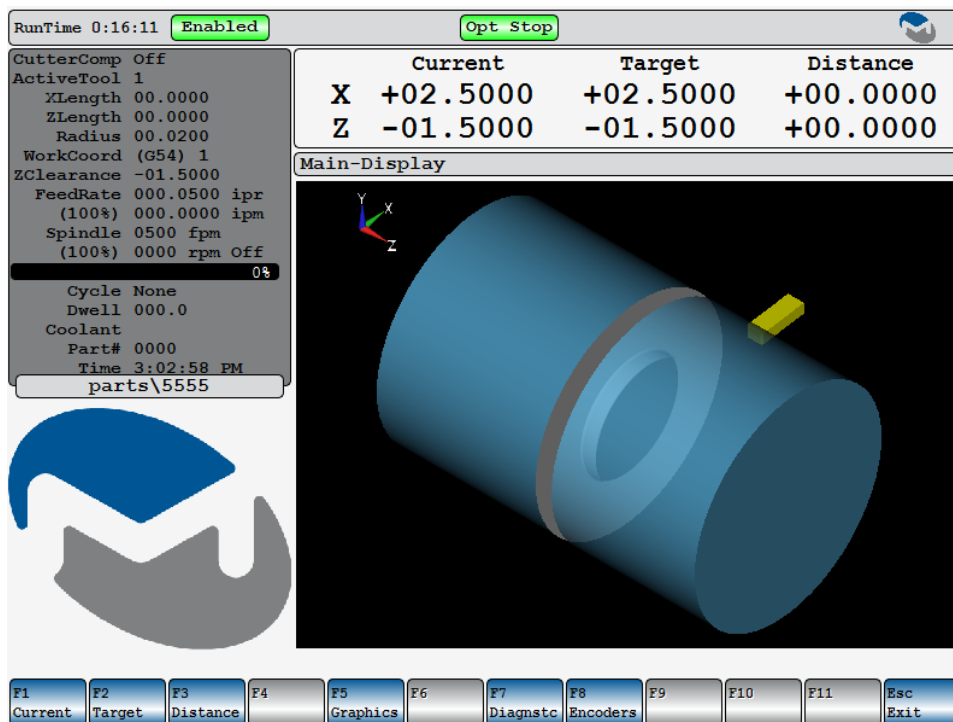 RunTime 0:16:11 Enabled Opt Stop
CutterComp Off
ActiveTool 1
XLength 00.0000
ZLength 00.0000
Radius 00.0200
WorkCoord (G54) 1
ZClearance -01.5000
FeedRate 000.0500 ipr
(100%) 000.0000 ipm
Spindle 0500 fpm
(100%) 0000 rpm Off
0%
Cycle None
Dwell 000.0
Coolant
Part# 0000
Time 3:02:58 PM
parts\5555
Current Target Distance
X +02.5000 +02.5000 +00.0000
Z -01.5000 -01.5000 +00.0000
Main-Display
Y
X
Z
F1 F2 F3 F4 F5 F6 F7 F8 F9 F10 F11 Esc
Current Target Distance Graphics Diagnstc Encoders Exit